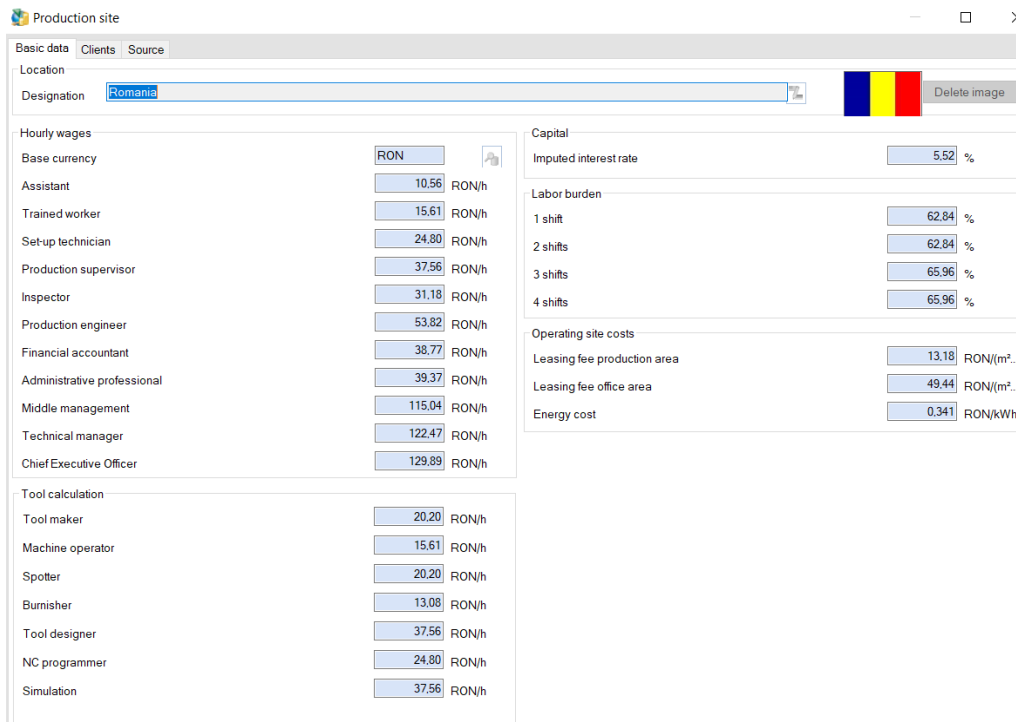 Production site
Basic data Clients Source
Location
Designation Romania Delete image
Hourly wages
Base currency RON
Assistant 10,56 RON/h
Trained worker 15,61 RON/h
Set-up technician 24,80 RON/h
Production supervisor 37,56 RON/h
Inspector 31,18 RON/h
Production engineer 53,82 RON/h
Financial accountant 38,77 RON/h
Administrative professional 39,37 RON/h
Middle management 115,04 RON/h
Technical manager 122,47 RON/h
Chief Executive Officer 129,89 RON/h
Tool calculation
Tool maker 20,20 RON/h
Machine operator 15,61 RON/h
Spotter 20,20 RON/h
Burnisher 13,08 RON/h
Tool designer 37,56 RON/h
NC programmer 24,80 RON/h
Simulation 37,56 RON/h
Capital
Imputed interest rate 5,52 %
Labor burden
1 shift 62,84 %
2 shifts 62,84 %
3 shifts 65,96 %
4 shifts 65,96 %
Operating site costs
Leasing fee production area 13,18 RON/(m²..
Leasing fee office area 49,44 RON/(m²..
Energy cost 0,341 RON/kWh